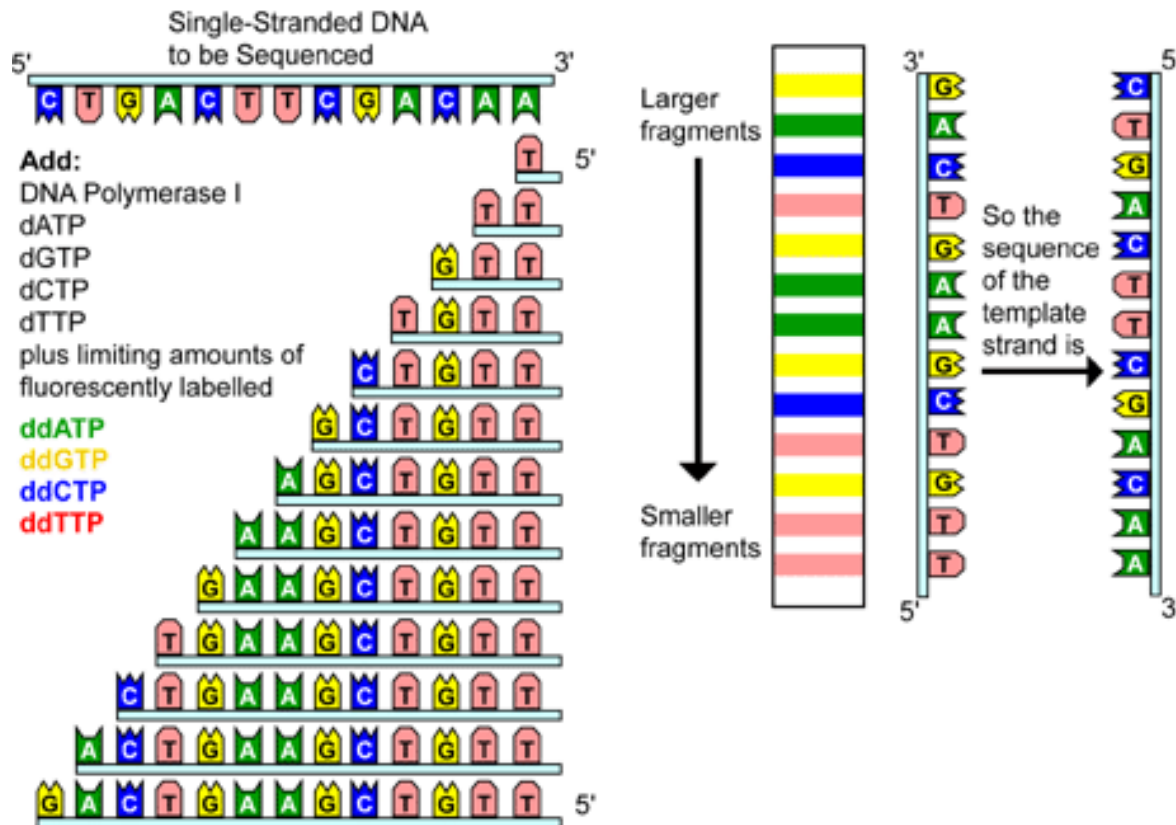 Single-Stranded DNA
to be Sequenced
5'
3'
C T G A C T T C G A C A A
Add:
DNA Polymerase I
dATP
dGTP
dCTP
dTTP
plus limiting amounts of
fluorescently labelled
ddATP
ddGTP
ddCTP
ddTTP
T 5'
T T
G T T
T G T T
C T G T T
G C T G T T
A G C T G T T
A A G C T G T T
G A A G C T G T T
T G A A G C T G T T
C T G A A G C T G T T
A C T G A A G C T G T T
G A C T G A A G C T G T T 5'
Larger
fragments
Smaller
fragments
3'
G
A
C
T
G
A
A
G
C
T
G
T
T
5'
So the
sequence
of the
template
strand is
5
C
T
G
A
C
T
T
C
G
A
C
A
A
3